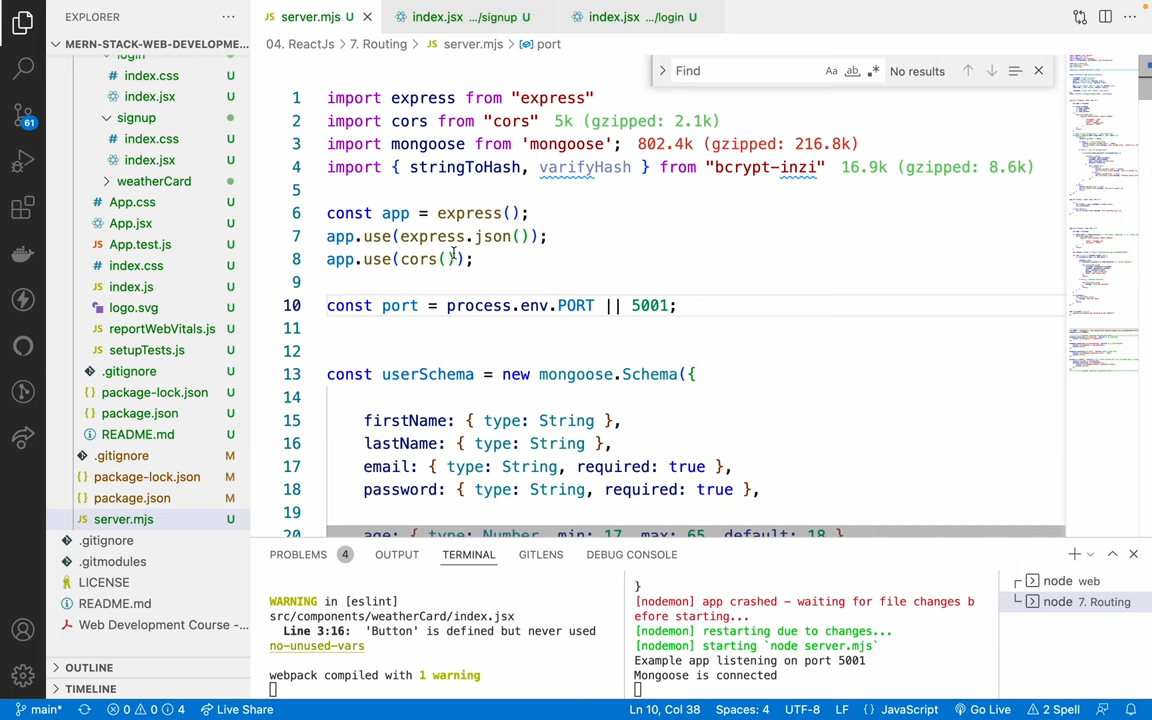 EXPLORER
MERN-STACK-WEB-DEVELOPME...
login
index.css U
index.jsx U
signup
index.css U
index.jsx U
weatherCard
App.css U
App.jsx U
App.test.js U
index.css U
index.js U
logo.svg U
reportWebVitals.js U
setupTests.js U
.gitignore U
package-lock.json U
package.json U
README.md U
.gitignore M
package-lock.json M
package.json M
server.mjs U
.gitignore
.gitmodules
LICENSE
README.md
Web Development Course -...
OUTLINE
TIMELINE
61
server.mjs U
index.jsx .../signup U
index.jsx .../login U
04. ReactJs > 7. Routing > JS server.mjs > port
Find Aa ab No results
1 import express from "express"
2 import cors from "cors" 5k (gzipped: 2.1k)
3 import mongoose from 'mongoose'; 802.4k (gzipped: 216.8k)
4 import { stringToHash, varifyHash } from "bcrypt-inzi" 16.9k (gzipped: 8.6k)
5
6 const app = express();
7 app.use(express.json());
8 app.use(cors());
9
10 const port = process.env.PORT || 5001;
11
12
13 const userSchema = new mongoose.Schema({
14
15 firstName: { type: String },
16 lastName: { type: String },
17 email: { type: String, required: true },
18 password: { type: String, required: true },
19
20 age: { type: Number, min: 17, max: 65, default: 18 }
PROBLEMS 4 OUTPUT TERMINAL GITLENS DEBUG CONSOLE
WARNING in [eslint]
src/components/weatherCard/index.jsx
Line 3:16: 'Button' is defined but never used
no-unused-vars
webpack compiled with 1 warning
}
[nodemon] app crashed - waiting for file changes b
efore starting...
[nodemon] restarting due to changes...
[nodemon] starting `node server.mjs`
Example app listening on port 5001
Mongoose is connected
node web
node 7. Routing
main* 0 0 4 Live Share Ln 10, Col 38 Spaces: 4 UTF-8 LF {} JavaScript Go Live 2 Spell